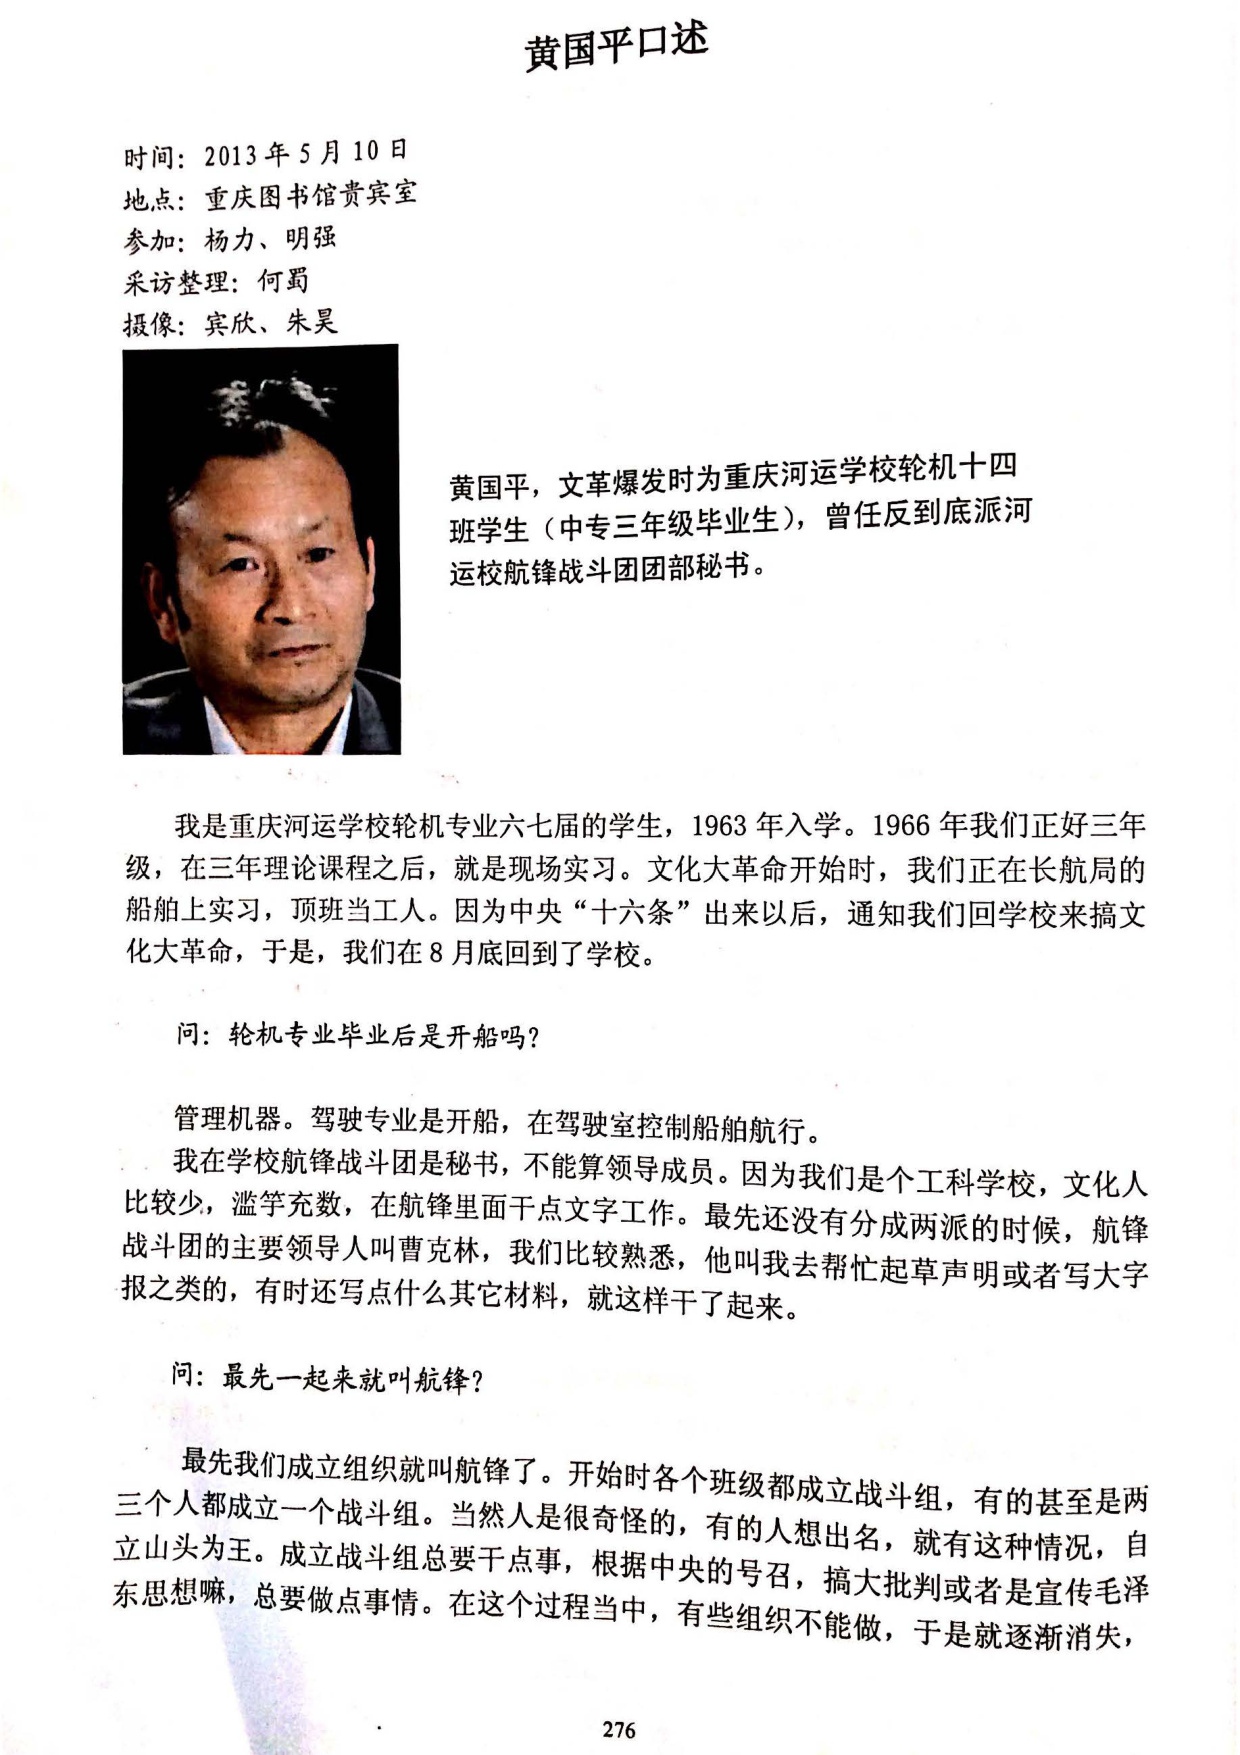 黄国平口述
时间：2013年5月10日
地点：重庆图书馆贵宾室
参加：杨力、明强
采访整理：何蜀
摄像：宾欣、朱昊
黄国平，文革爆发时为重庆河运学校轮机十四
班学生（中专三年级毕业生），曾任反到底派河
运校航锋战斗团团部秘书。
我是重庆河运学校轮机专业六七届的学生，1963年入学。1966年我们正好三年
级，在三年理论课程之后，就是现场实习。文化大革命开始时，我们正在长航局的
船舶上实习，顶班当工人。因为中央“十六条”出来以后，通知我们回学校来搞文
化大革命，于是，我们在8月底回到了学校。
问：轮机专业毕业后是开船吗？
管理机器。驾驶专业是开船，在驾驶室控制船舶航行。
我在学校航锋战斗团是秘书，不能算领导成员。因为我们是个工科学校，文化人
比较少，滥竽充数，在航锋里面干点文字工作。最先还没有分成两派的时候，航锋
战斗团的主要领导人叫曹克林，我们比较熟悉，他叫我去帮忙起草声明或者写大字
报之类的，有时还写点什么其它材料，就这样干了起来。
问：最先一起来就叫航锋？
最先我们成立组织就叫航锋了。开始时各个班级都成立战斗组，有的甚至是两
三个人都成立一个战斗组。当然人是很奇怪的，有的人想出名，就有这种情况，自
立山头为王。成立战斗组总要干点事，根据中央的号召，搞大批判或者是宣传毛泽
东思想嘛，总要做点事情。在这个过程当中，有些组织不能做，于是就逐渐消失，
276